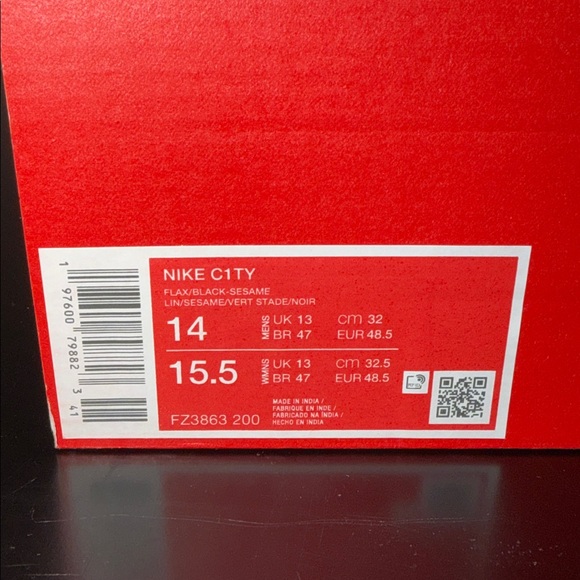 NIKE C1TY
FLAX/BLACK-SESAME
LIN/SESAME/VERT STADE/NOIR
14 MENS UK 13 CM 32
BR 47 EUR 48.5
15.5 WMNS UK 13 CM 32.5
BR 47 EUR 48.5
FZ3863 200
MADE IN INDIA /
FABRIQUE EN INDE /
FABRICADO NA ÍNDIA /
HECHO EN INDIA
1 97600 79882 3 41